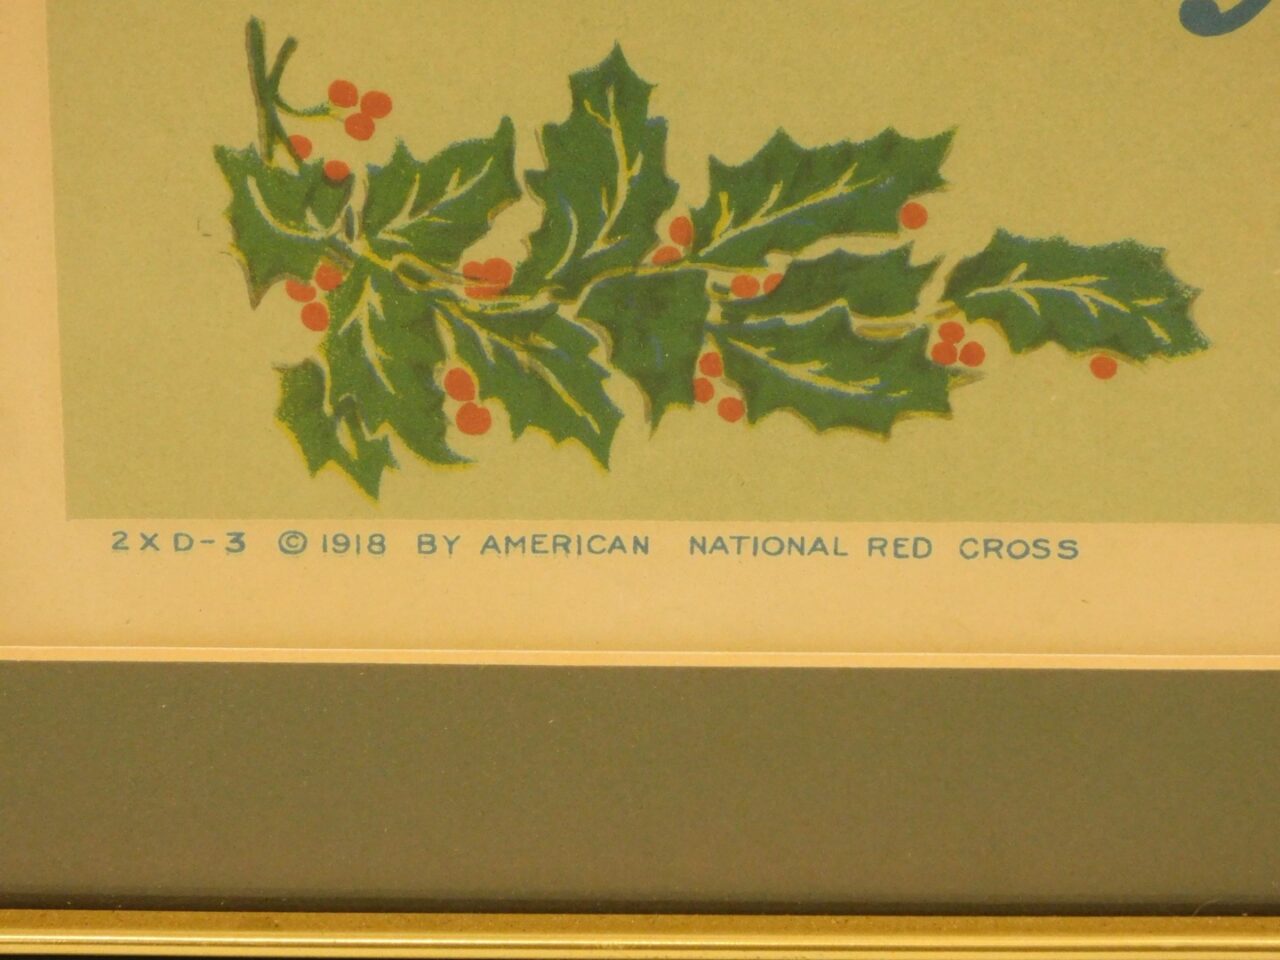 2XD-3 © 1918 BY AMERICAN NATIONAL RED CROSS